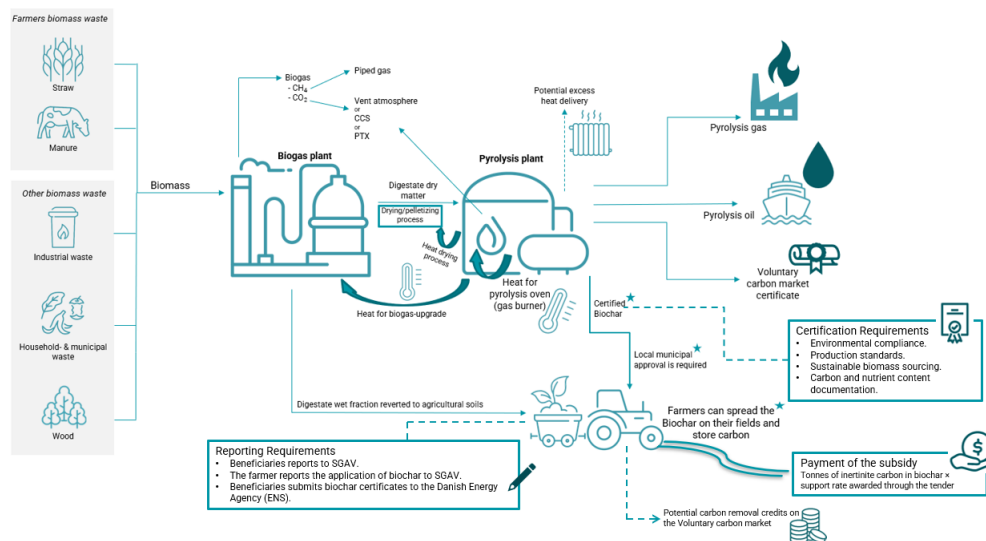 Farmers biomass waste
Straw
Manure
Other biomass waste
Industrial waste
Household- & municipal
waste
Wood
Biomass
Biogas
- CH₄
- CO₂
Piped gas
Vent atmosphere
or
CCS
or
PTX
Biogas plant
Digestate dry
matter
Drying/pelletizing
process
Heat drying
process
Heat for biogas-upgrade
Pyrolysis plant
Heat for
pyrolysis oven
(gas burner)
Potential excess
heat delivery
Pyrolysis gas
Pyrolysis oil
Voluntary
carbon market
certificate
Certified
Biochar
Local municipal
approval is required
Certification Requirements
• Environmental compliance.
• Production standards.
• Sustainable biomass sourcing.
• Carbon and nutrient content
documentation.
Digestate wet fraction reverted to agricultural soils
Farmers can spread the
Biochar on their fields and
store carbon
Reporting Requirements
• Beneficiaries reports to SGAV.
• The farmer reports the application of biochar to SGAV.
• Beneficiaries submits biochar certificates to the Danish Energy
Agency (ENS).
Payment of the subsidy
Tonnes of inertinite carbon in biochar ×
support rate awarded through the tender
$
Potential carbon removal credits on
the Voluntary carbon market